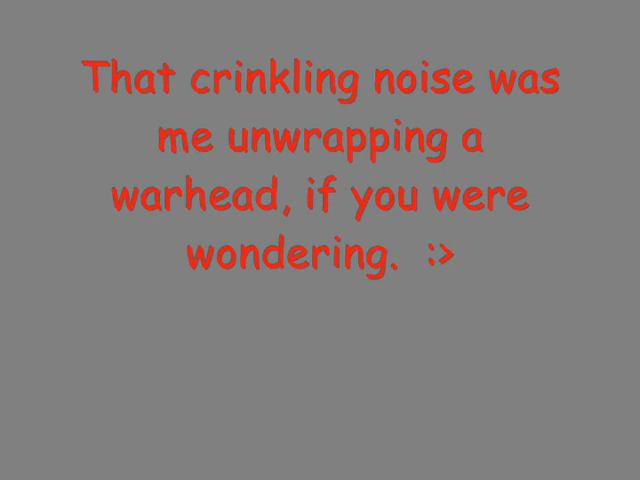 That crinkling noise was
me unwrapping a
warhead, if you were
wondering.  :>